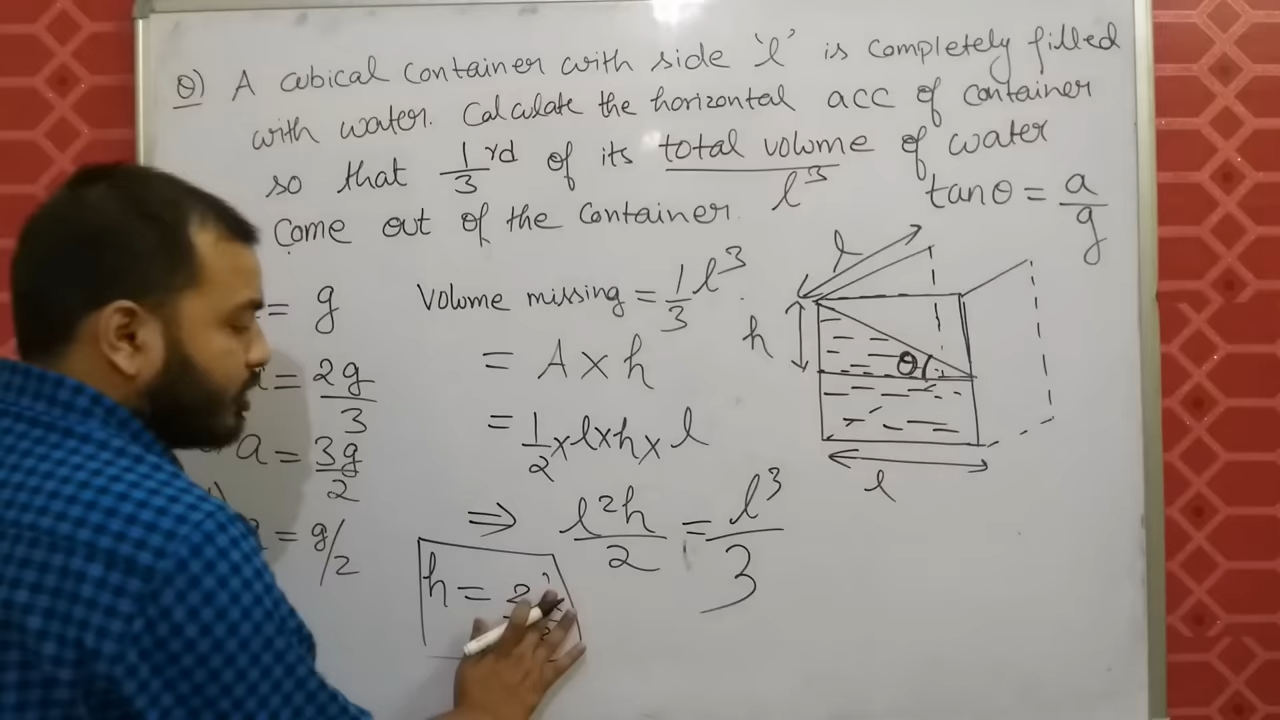 Q) A cubical container with side 'l' is completely filled
with water. Calculate the horizontal acc of container
so that 1/3 rd of its total volume of water
l³
come out of the container.
tanθ = a/g
= g
a = 2g/3
a = 3g/2
= g/2
Volume missing = 1/3 l³
= A × h
= 1/2 × l × h × l
⇒ l²h/2 = l³/3
h = 2
l
h
θ
l